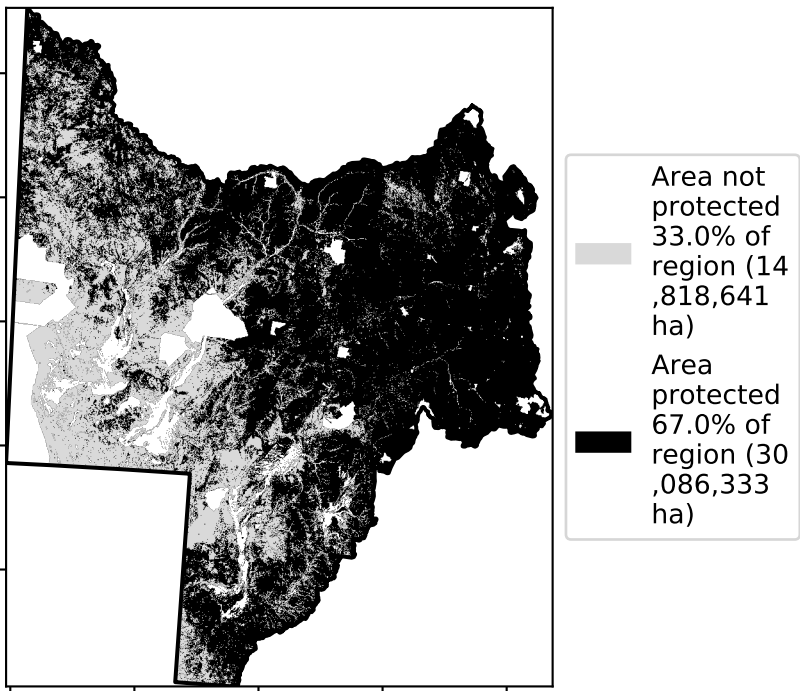 Area not
protected
33.0% of
region (14
,818,641
ha)
Area
protected
67.0% of
region (30
,086,333
ha)